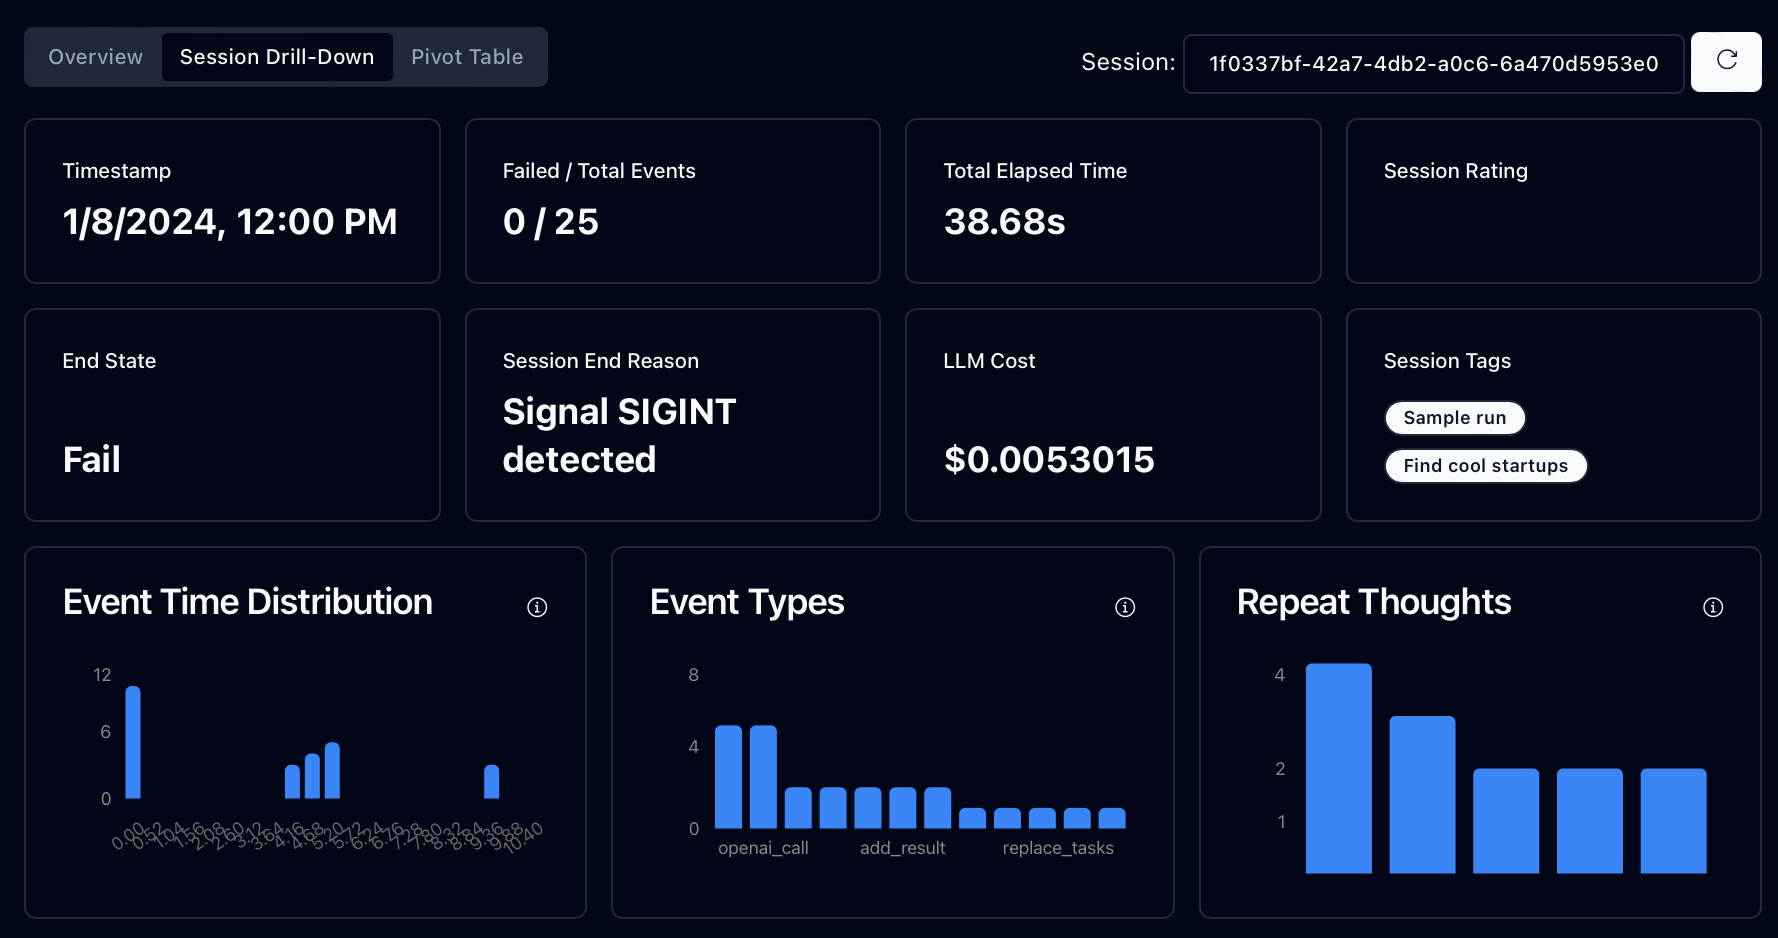 Overview Session Drill-Down Pivot Table
Session: 1f0337bf-42a7-4db2-a0c6-6a470d5953e0
Timestamp
1/8/2024, 12:00 PM
Failed / Total Events
0 / 25
Total Elapsed Time
38.68s
Session Rating
End State
Fail
Session End Reason
Signal SIGINT
detected
LLM Cost
$0.0053015
Session Tags
Sample run
Find cool startups
Event Time Distribution
12
6
0
0.00 0.52 1.04 1.56 2.08 2.60 3.12 3.64 4.16 4.68 5.20 5.72 6.24 6.76 7.28 7.80 8.32 8.84 9.36 9.88 10.40
Event Types
8
4
0
openai_call add_result replace_tasks
Repeat Thoughts
4
2
1